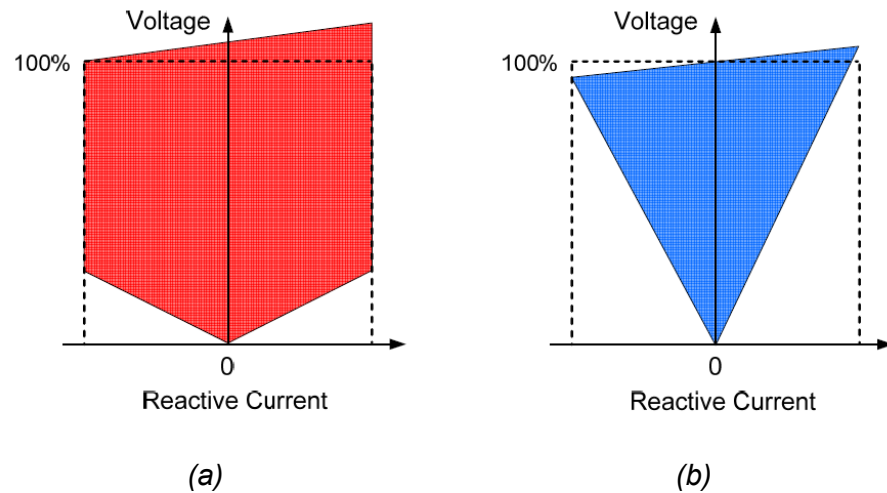 Voltage
100%
0
Reactive Current
(a)
Voltage
100%
0
Reactive Current
(b)